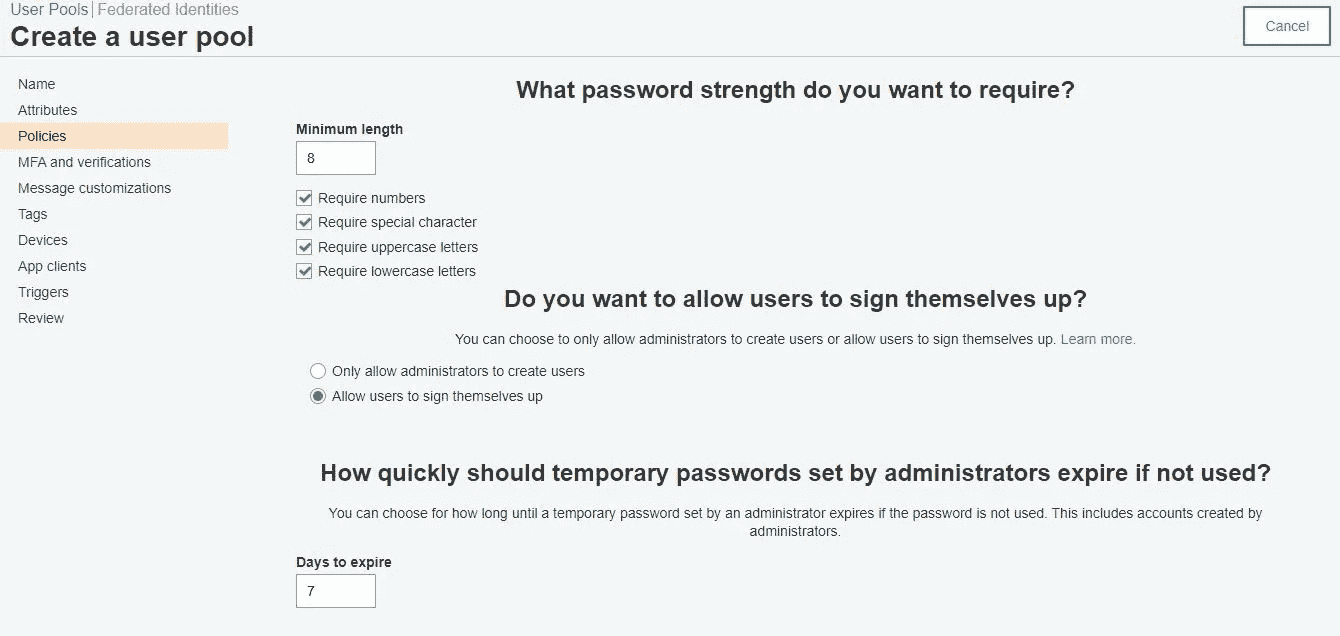 User Pools | Federated Identities
Create a user pool
Cancel
Name
Attributes
Policies
MFA and verifications
Message customizations
Tags
Devices
App clients
Triggers
Review
What password strength do you want to require?
Minimum length
8
Require numbers
Require special character
Require uppercase letters
Require lowercase letters
Do you want to allow users to sign themselves up?
You can choose to only allow administrators to create users or allow users to sign themselves up. Learn more.
Only allow administrators to create users
Allow users to sign themselves up
How quickly should temporary passwords set by administrators expire if not used?
You can choose for how long until a temporary password set by an administrator expires if the password is not used. This includes accounts created by
administrators.
Days to expire
7